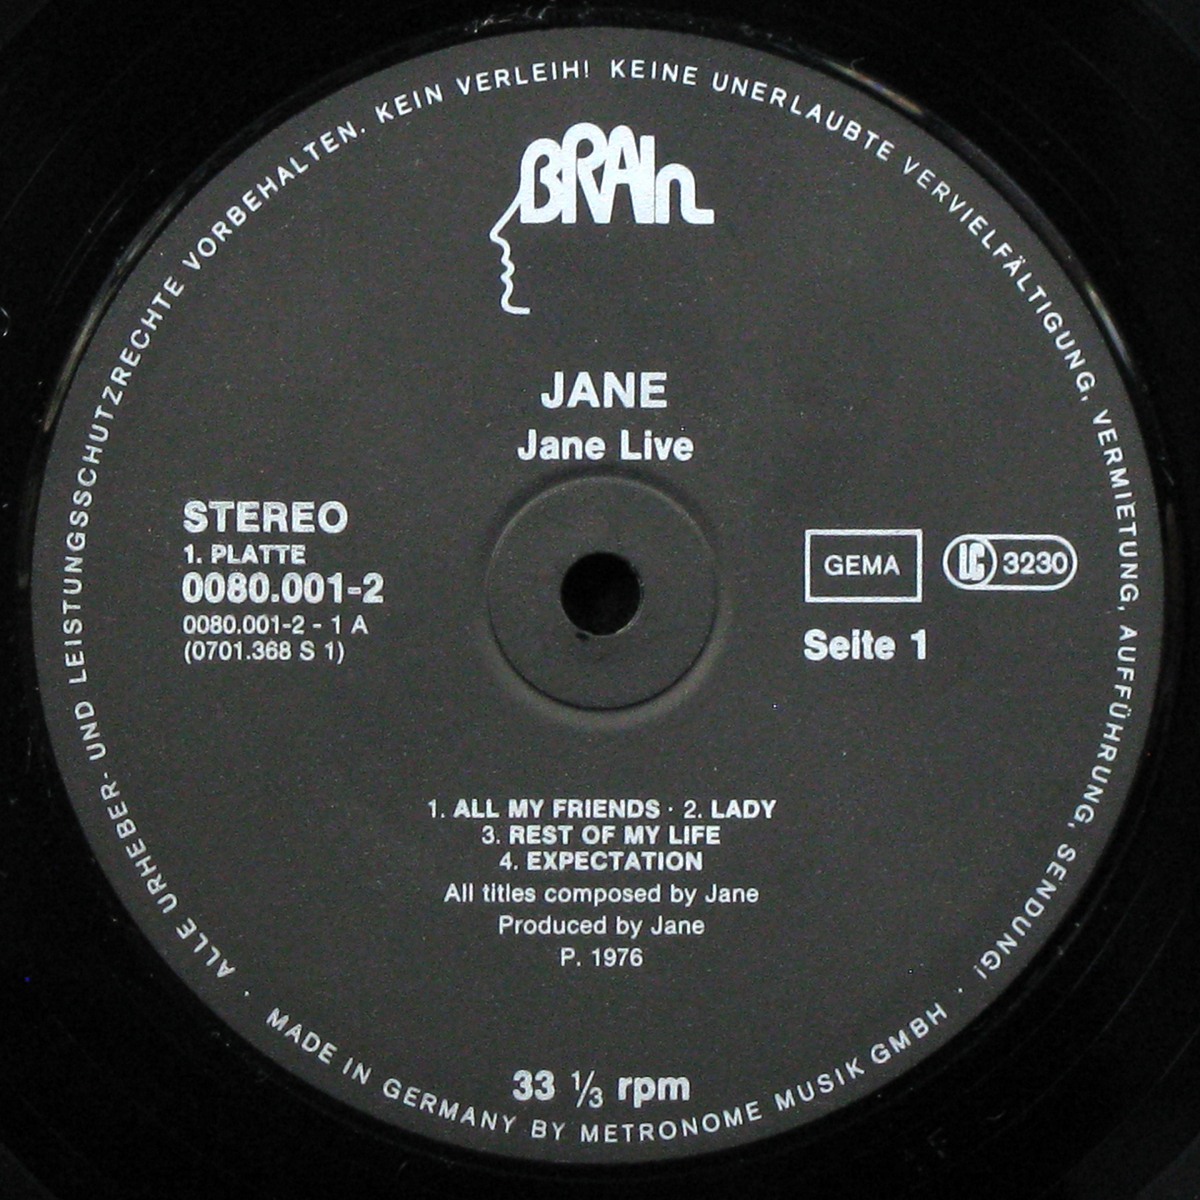 ALLE URHEBER- UND LEISTUNGSSCHUTZRECHTE VORBEHALTEN. KEIN VERLEIH! KEINE UNERLAUBTE VERVIELFÄLTIGUNG, VERMIETUNG, AUFFÜHRUNG, SENDUNG! ·
BRAIN
JANE
Jane Live
STEREO
1. PLATTE
0080.001-2
0080.001-2 - 1 A
(0701.368 S 1)
GEMA
LC 3230
Seite 1
1. ALL MY FRIENDS · 2. LADY
3. REST OF MY LIFE
4. EXPECTATION
All titles composed by Jane
Produced by Jane
P. 1976
33 1/3 rpm
· MADE IN GERMANY BY METRONOME MUSIK GMBH